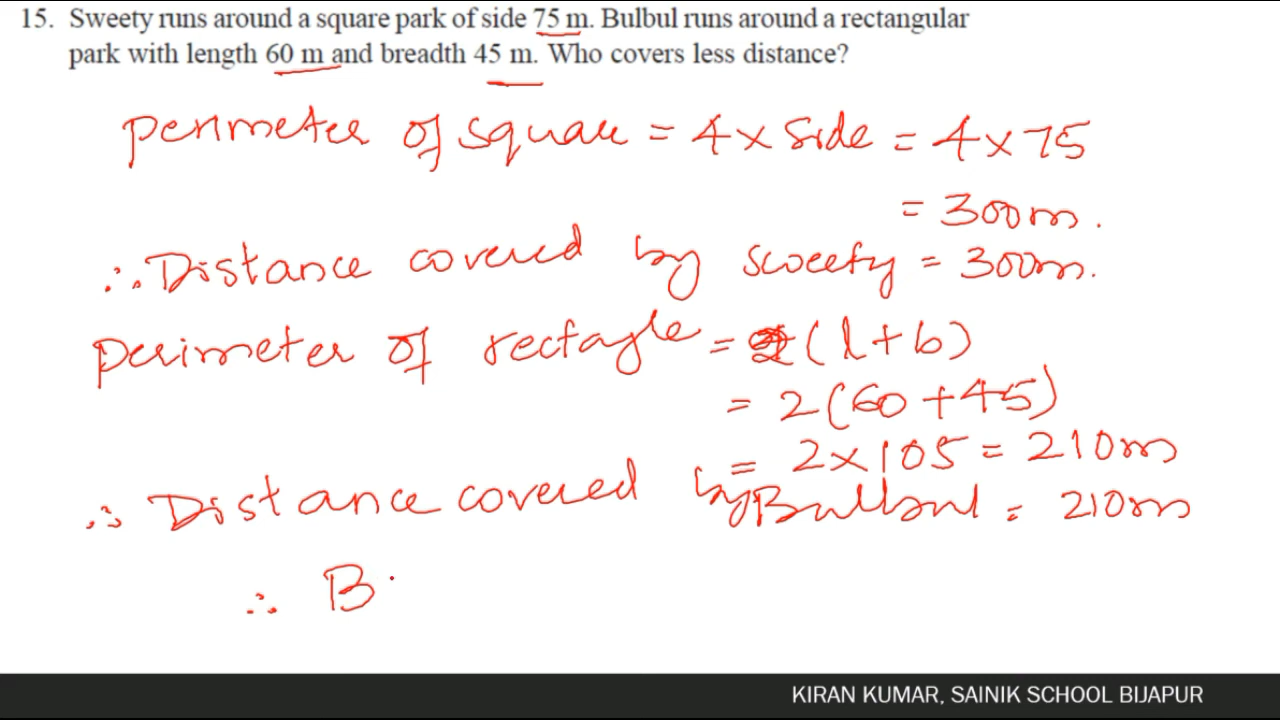 15. Sweety runs around a square park of side 75 m. Bulbul runs around a rectangular
park with length 60 m and breadth 45 m. Who covers less distance?
Perimeter of square = 4 × side = 4 × 75
= 300m.
∴ Distance covered by sweety = 300m.
Perimeter of rectagle = 2(l+b)
= 2(60+45)
= 2×105 = 210m
∴ Distance covered by Bulbul = 210m
∴ B
KIRAN KUMAR, SAINIK SCHOOL BIJAPUR